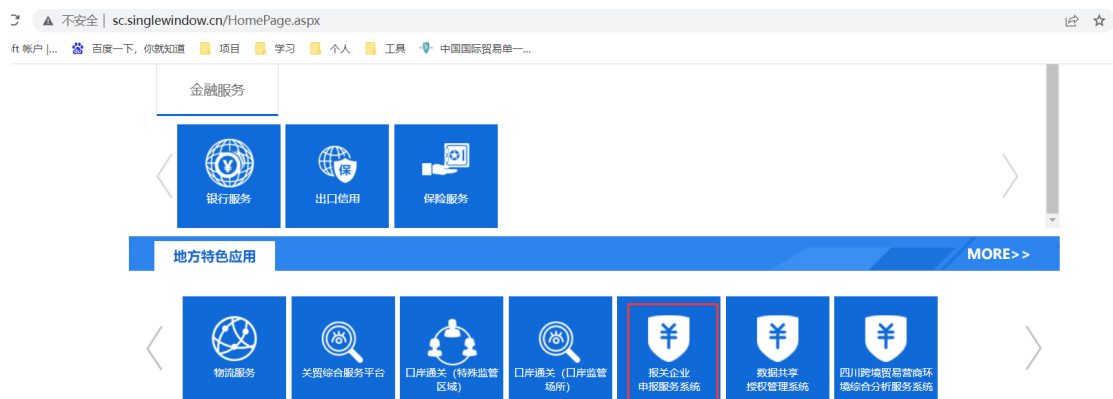 不安全 | sc.singlewindow.cn/HomePage.aspx
ft 帐户 |... 百度一下，你就知道 项目 学习 个人 工具 中国国际贸易单一...
金融服务
银行服务 出口信用 保险服务
地方特色应用 MORE>>
物流服务 关贸综合服务平台 口岸通关（特殊监管 口岸通关（口岸监管 报关企业 数据共享 四川跨境贸易营商环
区域） 场所） 申报服务系统 授权管理系统 境综合分析服务系统